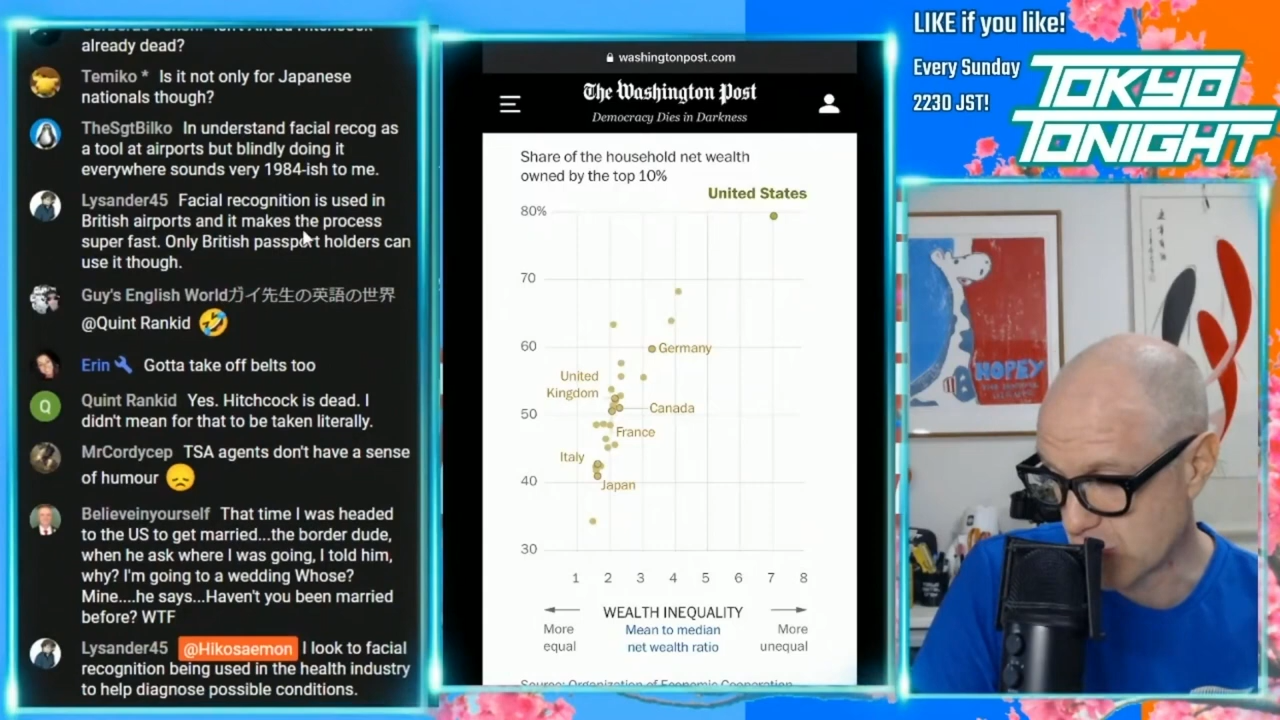 already dead?
Temiko * Is it not only for Japanese
nationals though?
TheSgtBilko In understand facial recog as
a tool at airports but blindly doing it
everywhere sounds very 1984-ish to me.
Lysander45 Facial recognition is used in
British airports and it makes the process
super fast. Only British passport holders can
use it though.
Guy's English Worldガイ先生の英語の世界
@Quint Rankid 🤣
Erin Gotta take off belts too
Q
Quint Rankid Yes. Hitchcock is dead. I
didn't mean for that to be taken literally.
MrCordycep TSA agents don't have a sense
of humour 😞
Believeinyourself That time I was headed
to the US to get married...the border dude,
when he ask where I was going, I told him,
why? I'm going to a wedding Whose?
Mine....he says...Haven't you been married
before? WTF
Lysander45 @Hikosaemon I look to facial
recognition being used in the health industry
to help diagnose possible conditions.
washingtonpost.com
The Washington Post
Democracy Dies in Darkness
Share of the household net wealth
owned by the top 10%
United States
80%
70
60
Germany
United
Kingdom
50
Canada
France
Italy
40
Japan
30
1 2 3 4 5 6 7 8
WEALTH INEQUALITY
More
equal
Mean to median
net wealth ratio
More
unequal
Source: Organization of Economic Cooperation
LIKE if you like!
Every Sunday
2230 JST!
TOKYO
TONIGHT
HOPEY